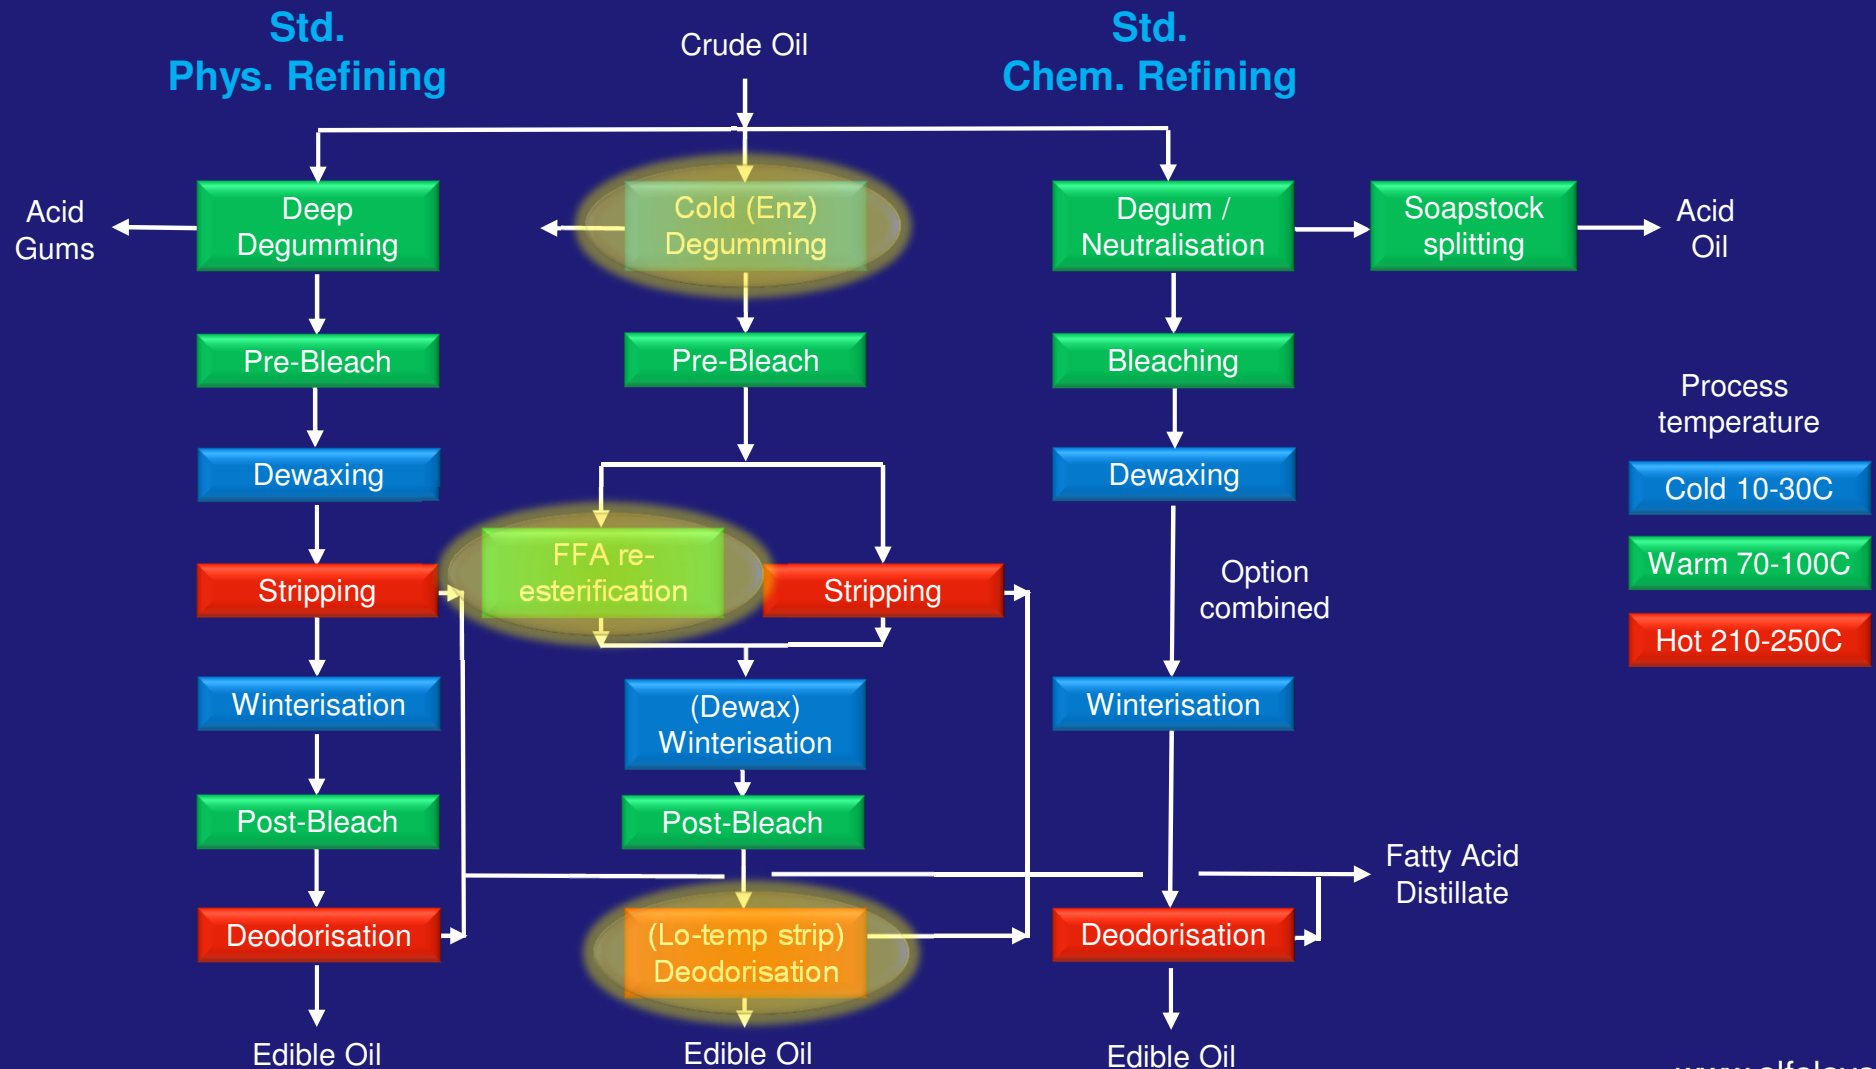 Std.
Phys. Refining
Crude Oil
Std.
Chem. Refining
Acid
Gums
Deep
Degumming
Cold (Enz)
Degumming
Degum /
Neutralisation
Soapstock
splitting
Acid
Oil
Pre-Bleach
Pre-Bleach
Bleaching
Process
temperature
Dewaxing
Dewaxing
Cold 10-30C
FFA re-
esterification
Warm 70-100C
Stripping
Stripping
Option
combined
Hot 210-250C
Winterisation
(Dewax)
Winterisation
Winterisation
Post-Bleach
Post-Bleach
Fatty Acid
Distillate
Deodorisation
(Lo-temp strip)
Deodorisation
Deodorisation
Edible Oil
Edible Oil
Edible Oil